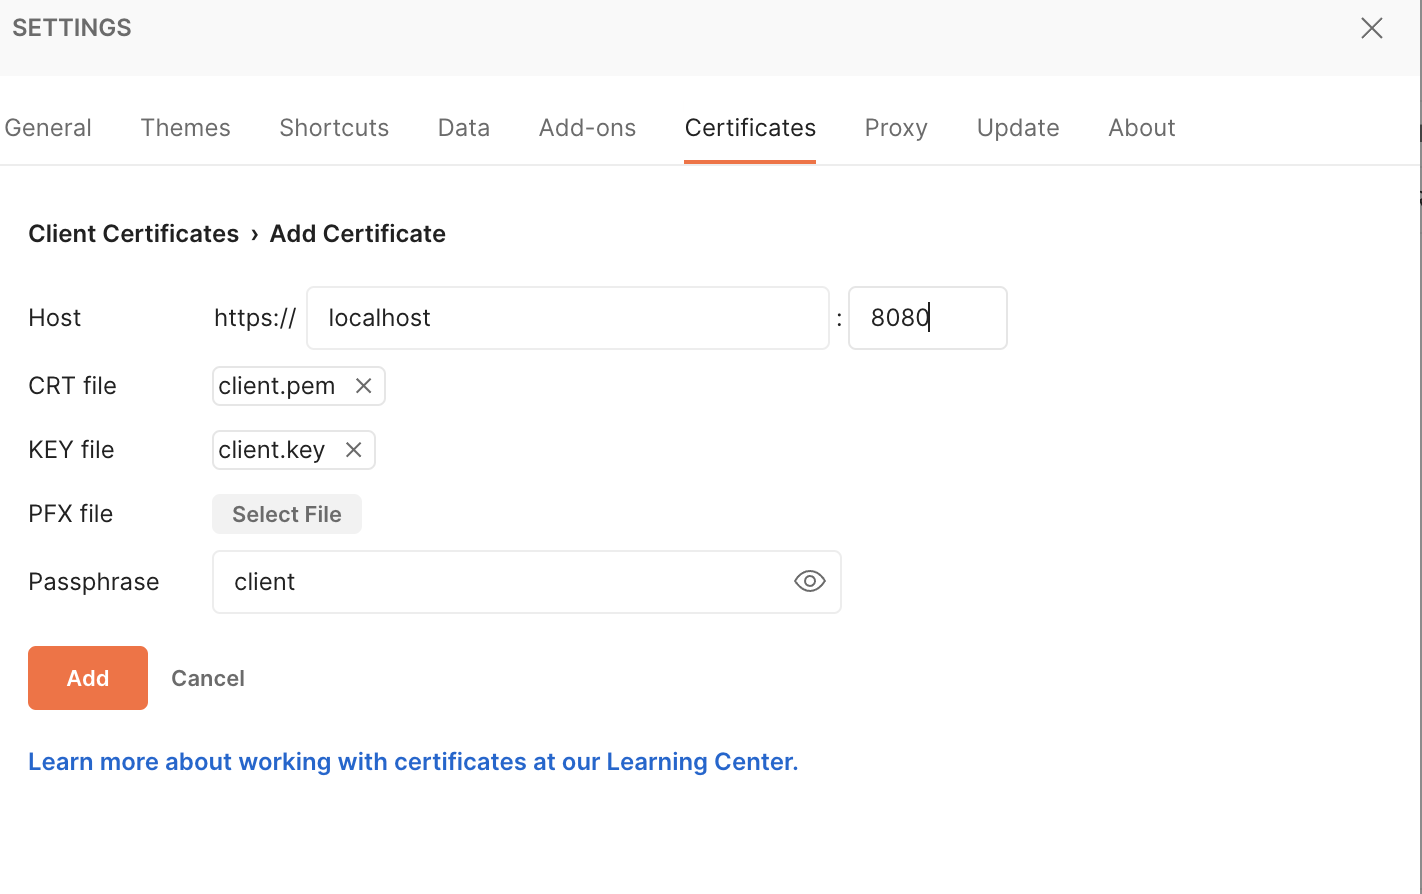 SETTINGS
General Themes Shortcuts Data Add-ons Certificates Proxy Update About
Client Certificates › Add Certificate
Host https:// localhost : 8080
CRT file client.pem
KEY file client.key
PFX file Select File
Passphrase client
Add Cancel
Learn more about working with certificates at our Learning Center.